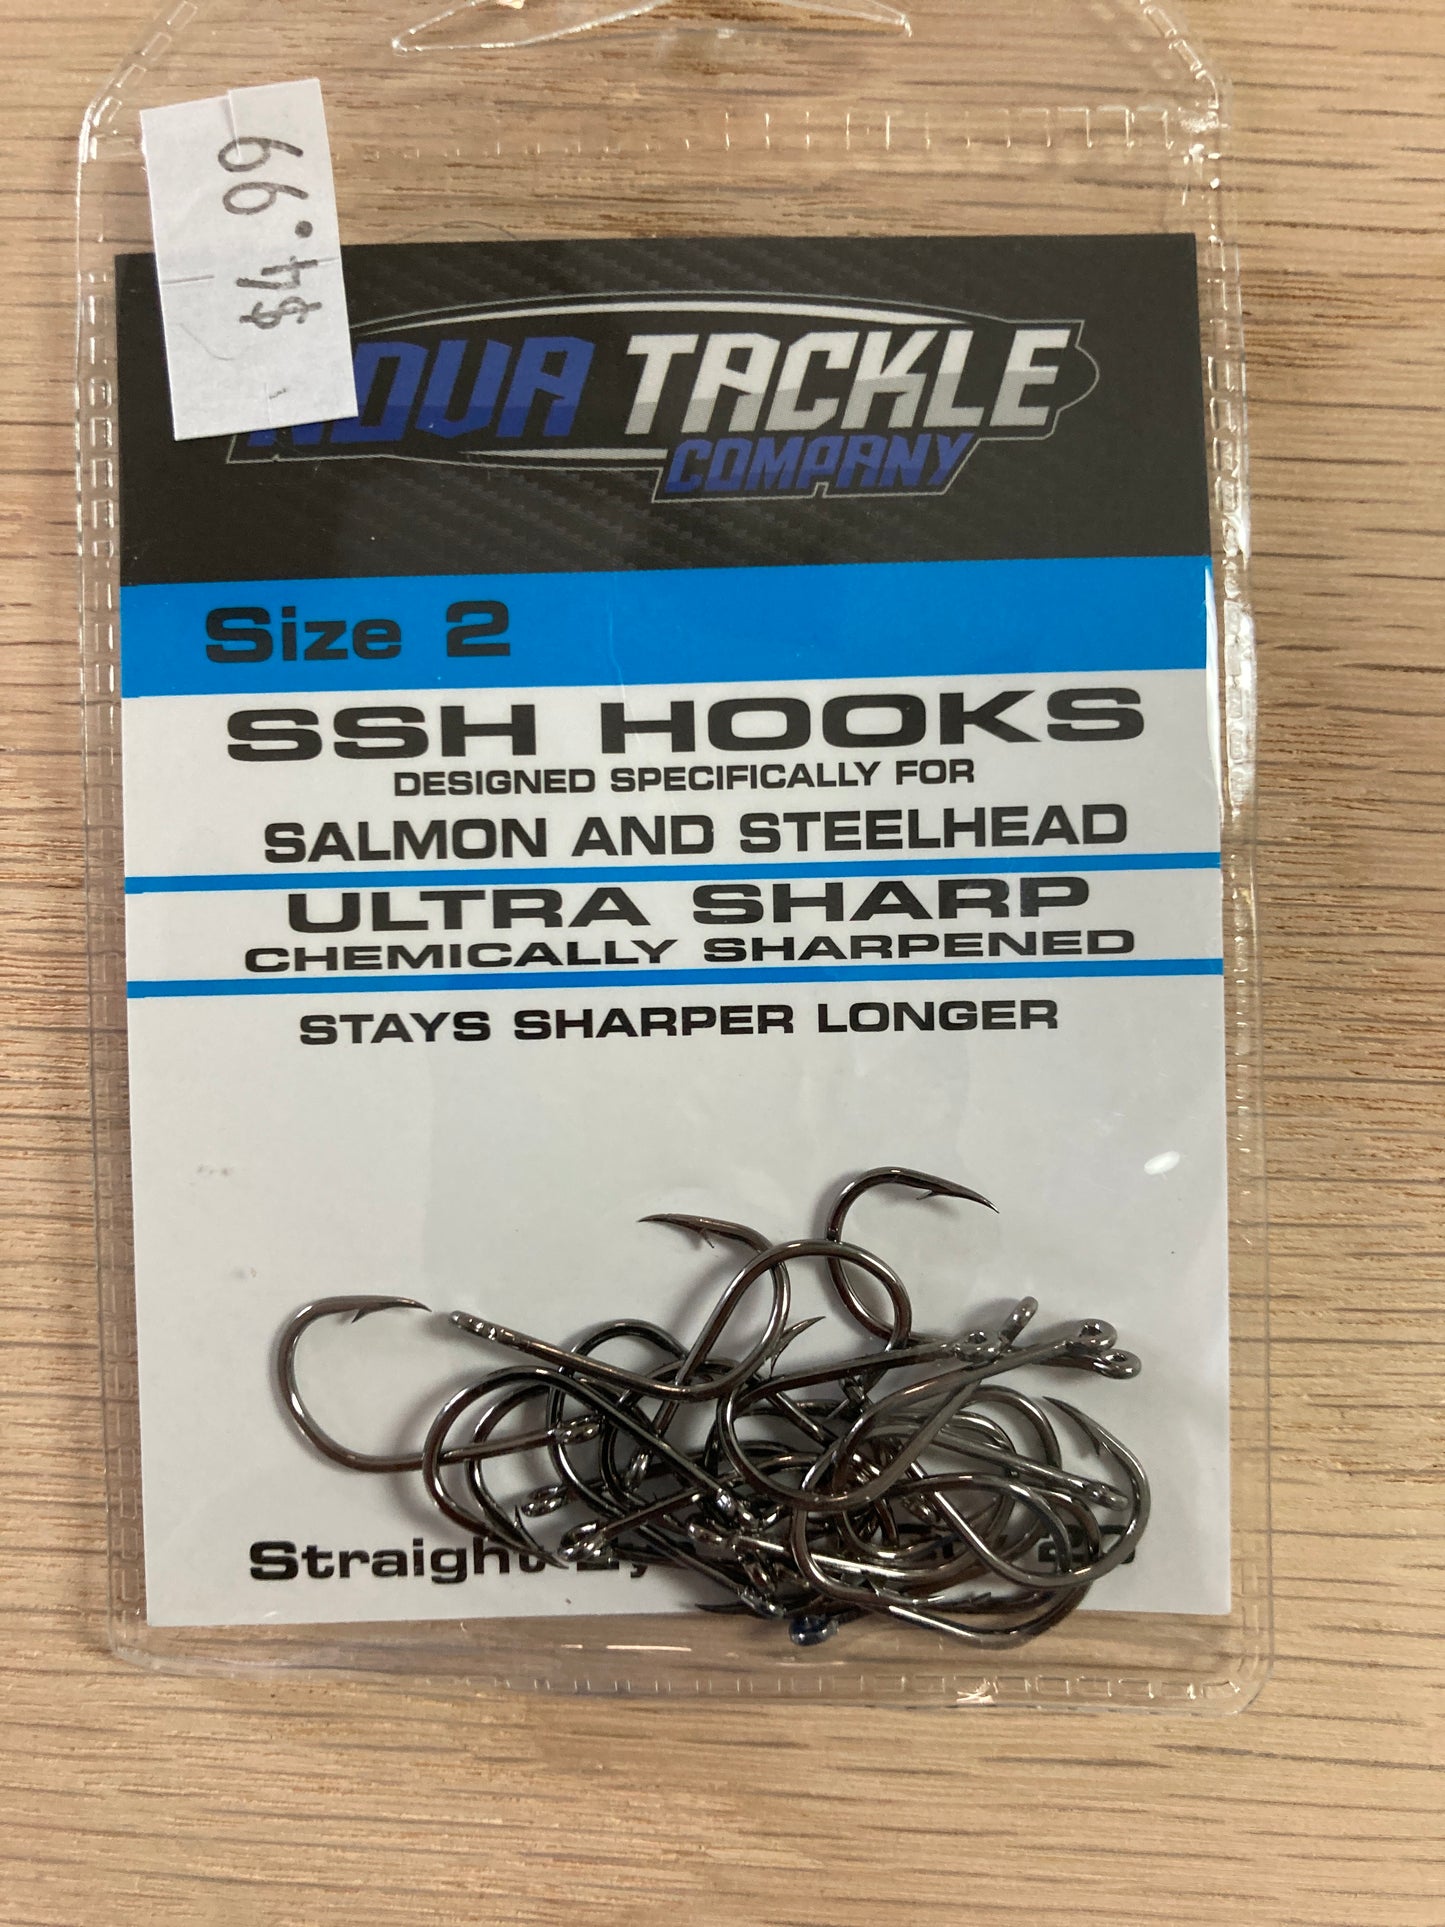 $4.99
NOVA TACKLE
COMPANY
Size 2
SSH HOOKS
DESIGNED SPECIFICALLY FOR
SALMON AND STEELHEAD
ULTRA SHARP
CHEMICALLY SHARPENED
STAYS SHARPER LONGER
Straight